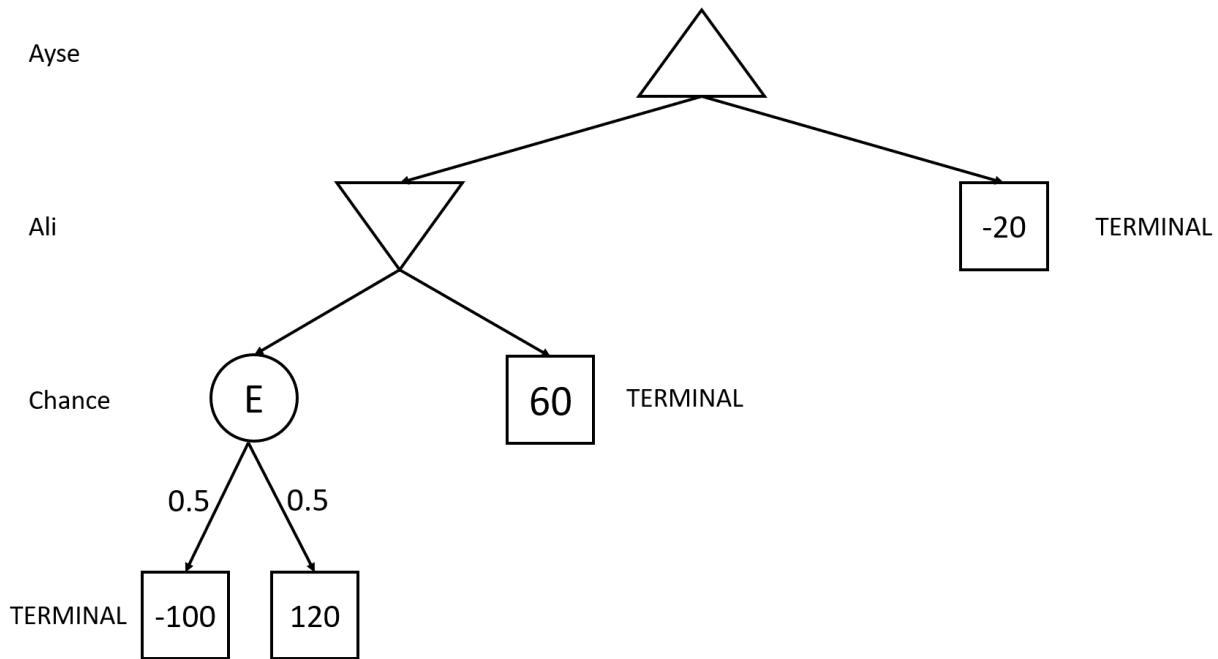 Ayse
Ali
-20 TERMINAL
Chance
E
60 TERMINAL
0.5 0.5
TERMINAL -100 120